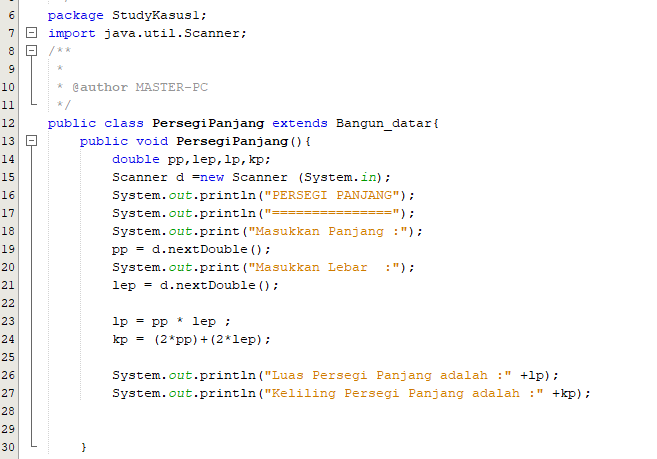 6 package StudyKasus1;
7 import java.util.Scanner;
8 /**
9 *
10 * @author MASTER-PC
11 */
12 public class PersegiPanjang extends Bangun_datar{
13 public void PersegiPanjang(){
14 double pp,lep,lp,kp;
15 Scanner d =new Scanner (System.in);
16 System.out.println("PERSEGI PANJANG");
17 System.out.println("===============");
18 System.out.print("Masukkan Panjang :");
19 pp = d.nextDouble();
20 System.out.print("Masukkan Lebar  :");
21 lep = d.nextDouble();
22
23 lp = pp * lep ;
24 kp = (2*pp)+(2*lep);
25
26 System.out.println("Luas Persegi Panjang adalah :" +lp);
27 System.out.println("Keliling Persegi Panjang adalah :" +kp);
28
29
30 }